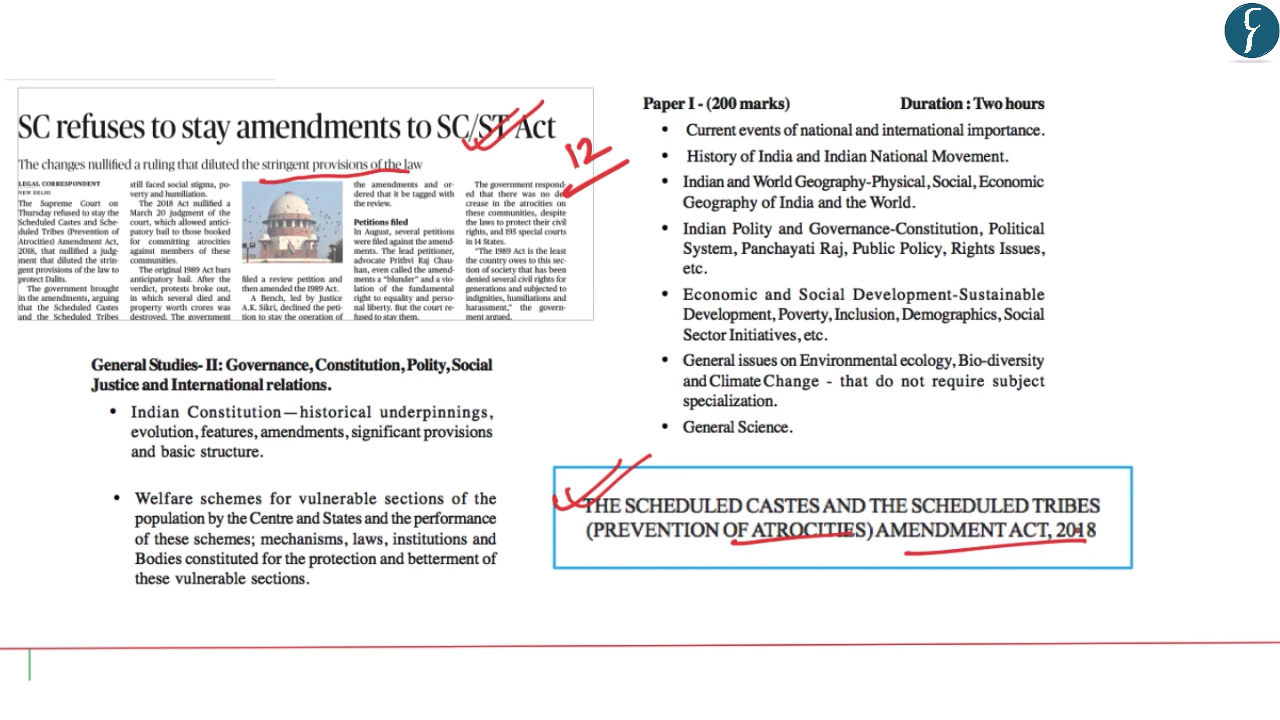 SC refuses to stay amendments to SC/ST Act
The changes nullified a ruling that diluted the stringent provisions of the law
12
LEGAL CORRESPONDENT
NEW DELHI
The Supreme Court on
Thursday refused to stay the
Scheduled Castes and Sche-
duled Tribes (Prevention of
Atrocities) Amendment Act,
2018, that nullified a judg-
ment that diluted the strin-
gent provisions of the law to
protect Dalits.
The government brought
in the amendments, arguing
that the Scheduled Castes
and the Scheduled Tribes
still faced social stigma, po-
verty and humiliation.
The 2018 Act nullified a
March 20 judgment of the
court, which allowed antici-
patory bail to those booked
for committing atrocities
against members of these
communities.
The original 1989 Act bars
anticipatory bail. After the
verdict, protests broke out,
in which several died and
property worth crores was
destroyed. The government
filed a review petition and
then amended the 1989 Act.
A Bench, led by Justice
A.K. Sikri, declined the peti-
tion to stay the operation of
the amendments and or-
dered that it be tagged with
the review.
Petitions filed
In August, several petitions
were filed against the amend-
ments. The lead petitioner,
advocate Prithvi Raj Chau-
han, even called the amend-
ments a "blunder" and a vio-
lation of the fundamental
right to equality and perso-
nal liberty. But the court re-
fused to stay them.
The government respond-
ed that there was no de-
crease in the atrocities on
these communities, despite
the laws to protect their civil
rights, and 195 special courts
in 14 States.
"The 1989 Act is the least
the country owes to this sec-
tion of society that has been
denied several civil rights for
generations and subjected to
indignities, humiliations and
harassment," the govern-
ment argued.
General Studies- II: Governance, Constitution, Polity, Social
Justice and International relations.
• Indian Constitution—historical underpinnings,
evolution, features, amendments, significant provisions
and basic structure.
• Welfare schemes for vulnerable sections of the
population by the Centre and States and the performance
of these schemes; mechanisms, laws, institutions and
Bodies constituted for the protection and betterment of
these vulnerable sections.
Paper I - (200 marks) Duration : Two hours
• Current events of national and international importance.
• History of India and Indian National Movement.
• Indian and World Geography-Physical, Social, Economic
Geography of India and the World.
• Indian Polity and Governance-Constitution, Political
System, Panchayati Raj, Public Policy, Rights Issues,
etc.
• Economic and Social Development-Sustainable
Development, Poverty, Inclusion, Demographics, Social
Sector Initiatives, etc.
• General issues on Environmental ecology, Bio-diversity
and Climate Change - that do not require subject
specialization.
• General Science.
THE SCHEDULED CASTES AND THE SCHEDULED TRIBES
(PREVENTION OF ATROCITIES) AMENDMENT ACT, 2018